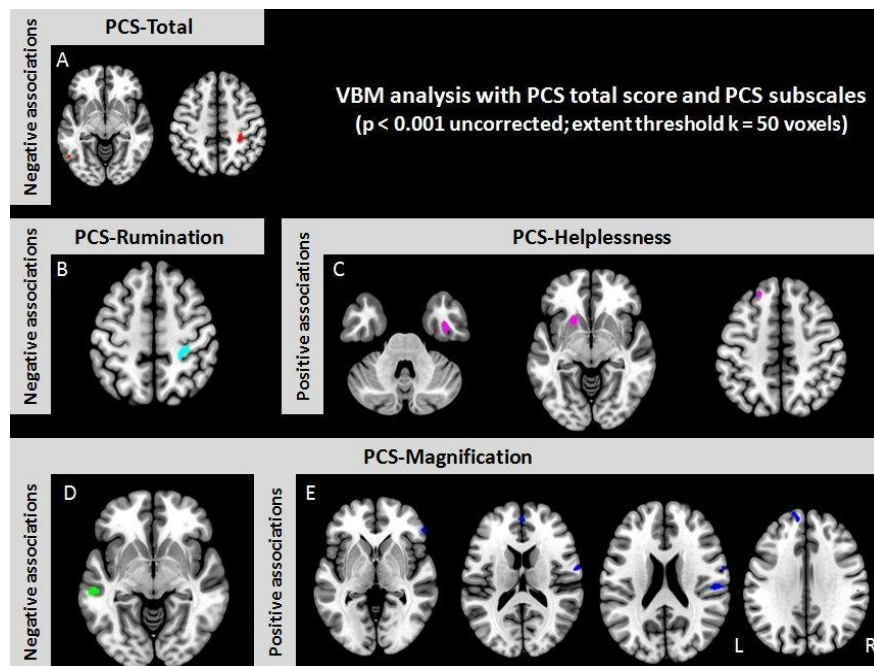 PCS-Total
Negative associations
A
VBM analysis with PCS total score and PCS subscales
(p < 0.001 uncorrected; extent threshold k = 50 voxels)
PCS-Rumination
Negative associations
B
PCS-Helplessness
Positive associations
C
PCS-Magnification
Negative associations
D
Positive associations
E
L
R